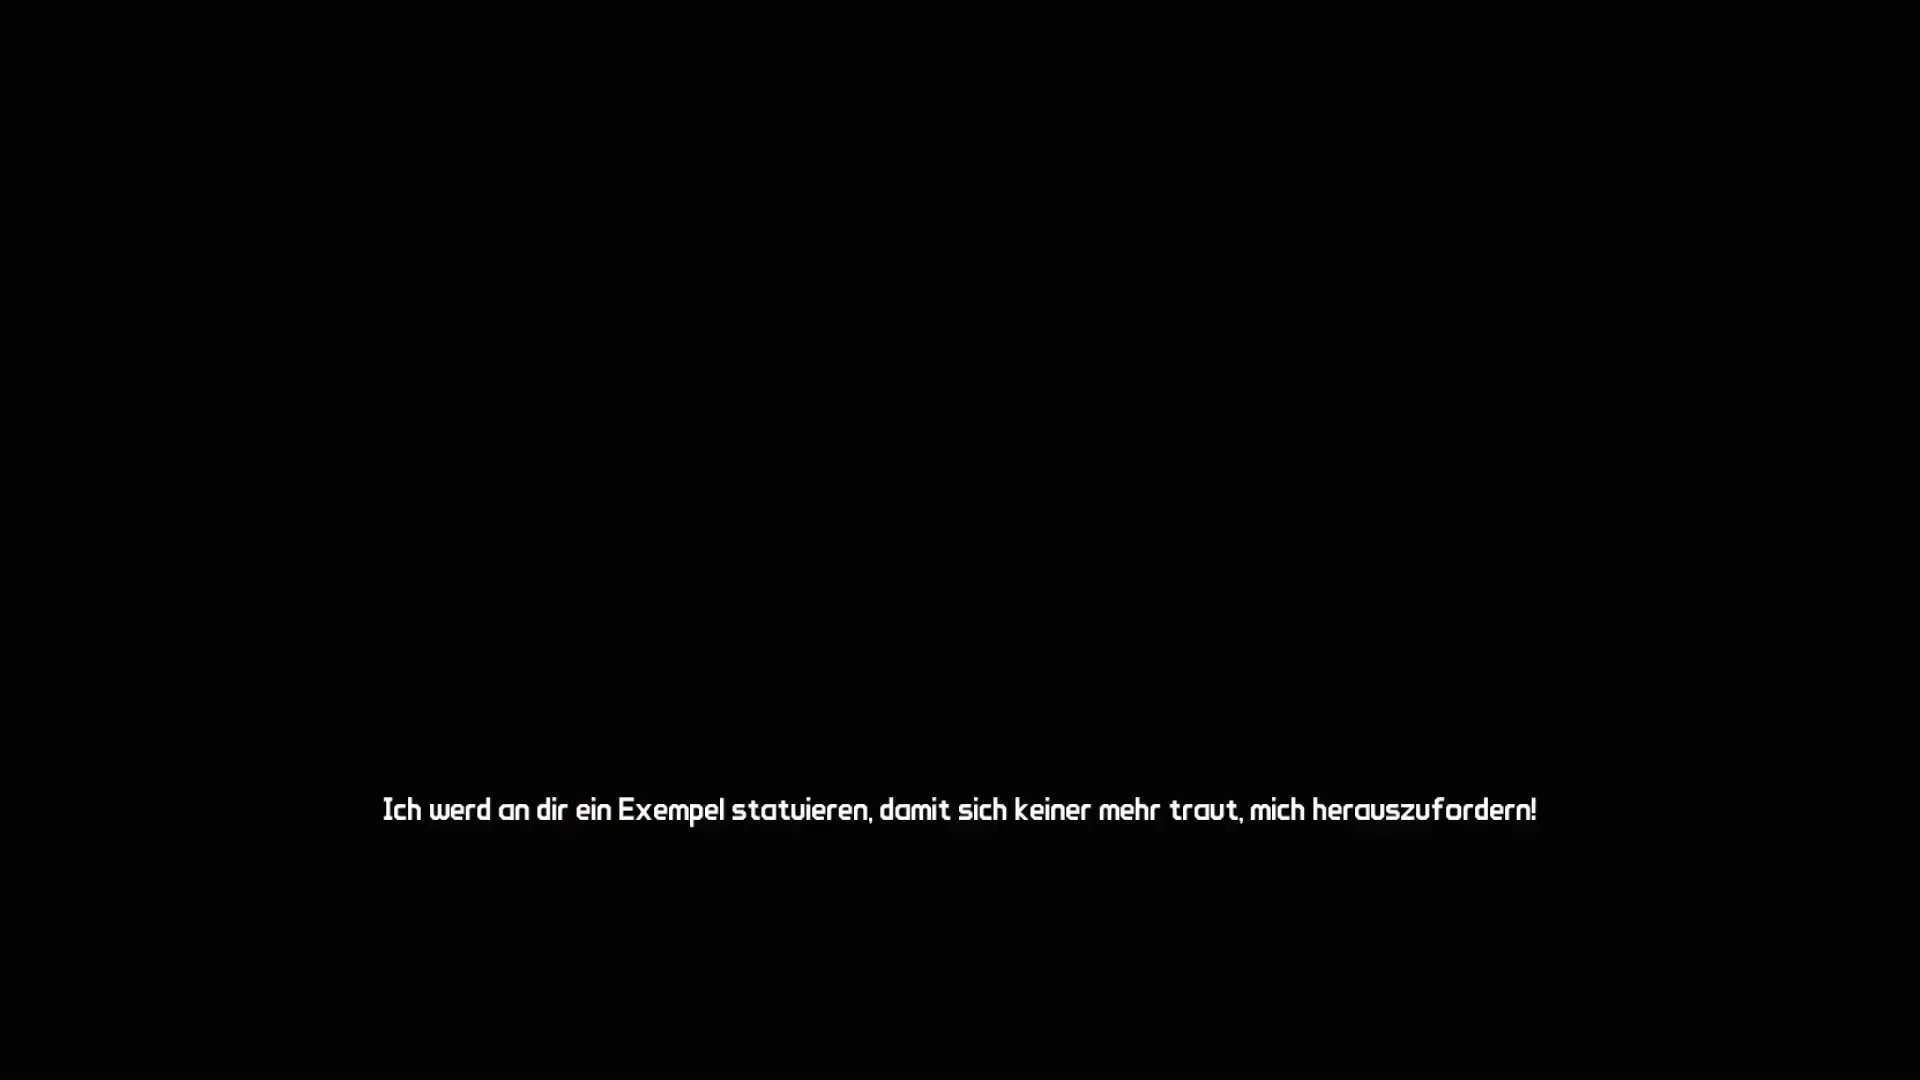 Ich werd an dir ein Exempel statuieren, damit sich keiner mehr traut, mich herauszufordern!